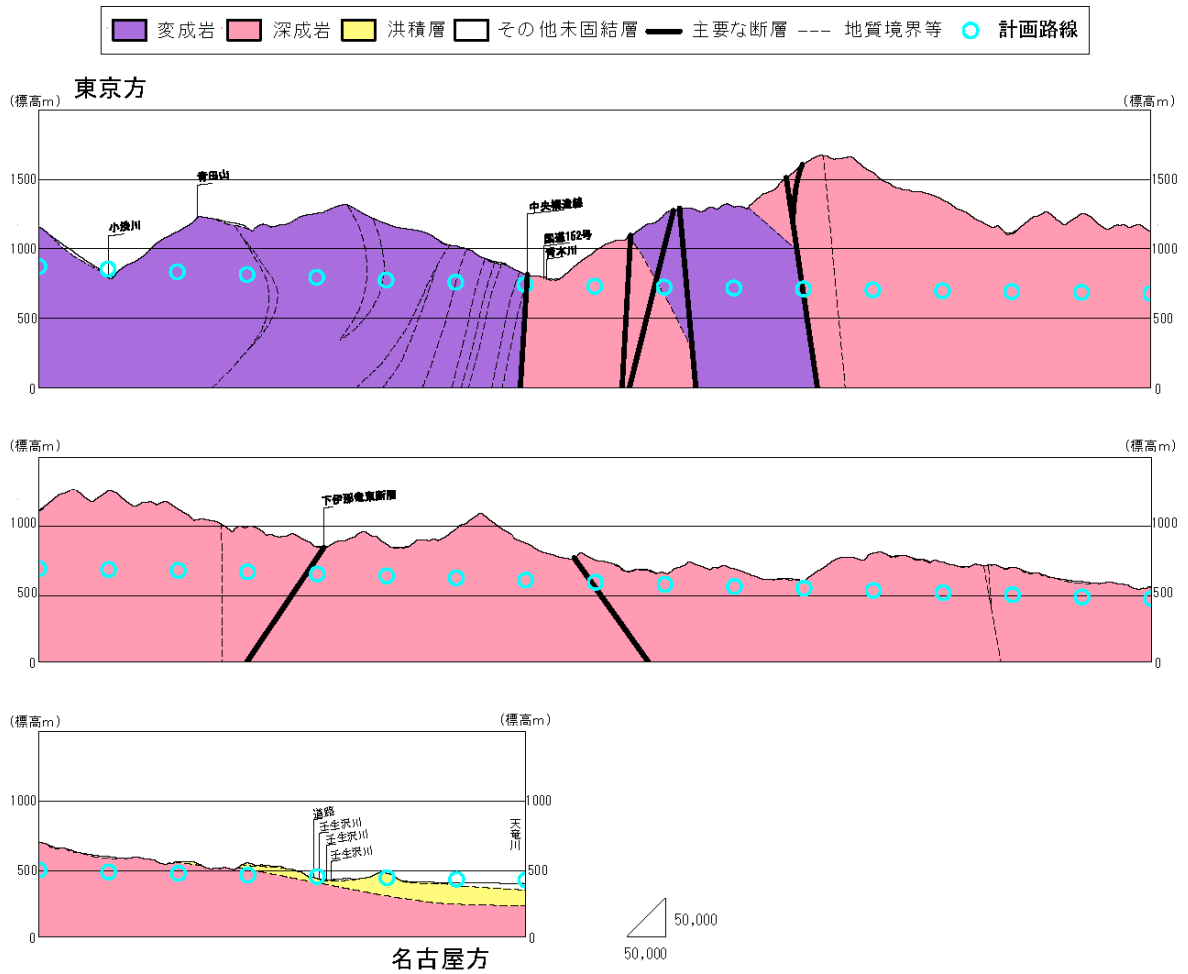 変成岩 深成岩 洪積層 その他未固結層 主要な断層 地質境界等 計画路線
東京方
(標高m) (標高m)
1500 1500
青田山
中央構造線
小渋川
国道152号
青木川
1000 1000
500 500
0 0
(標高m) (標高m)
下伊那竜東断層
1000 1000
500 500
0 0
(標高m) (標高m)
1000 1000
道路
壬生沢川
壬生沢川
壬生沢川
天竜川
500 500
0 0
50,000
50,000
名古屋方